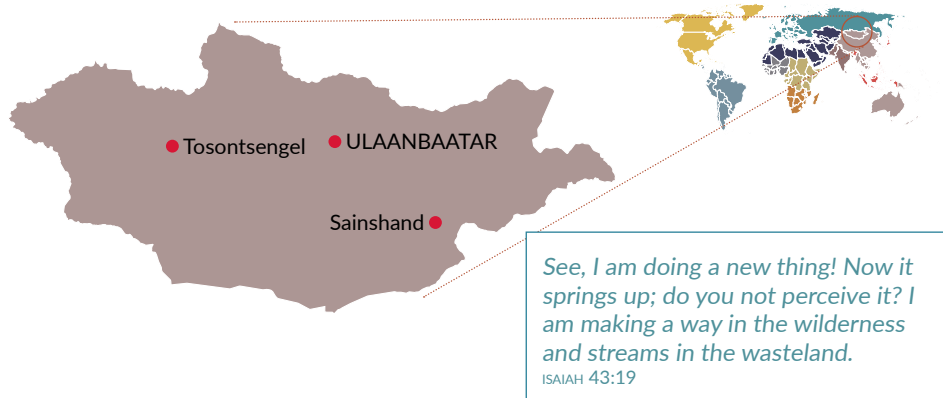 Tosontsengel
ULAANBAATAR
Sainshand
See, I am doing a new thing! Now it
springs up; do you not perceive it? I
am making a way in the wilderness
and streams in the wasteland.
ISAIAH 43:19